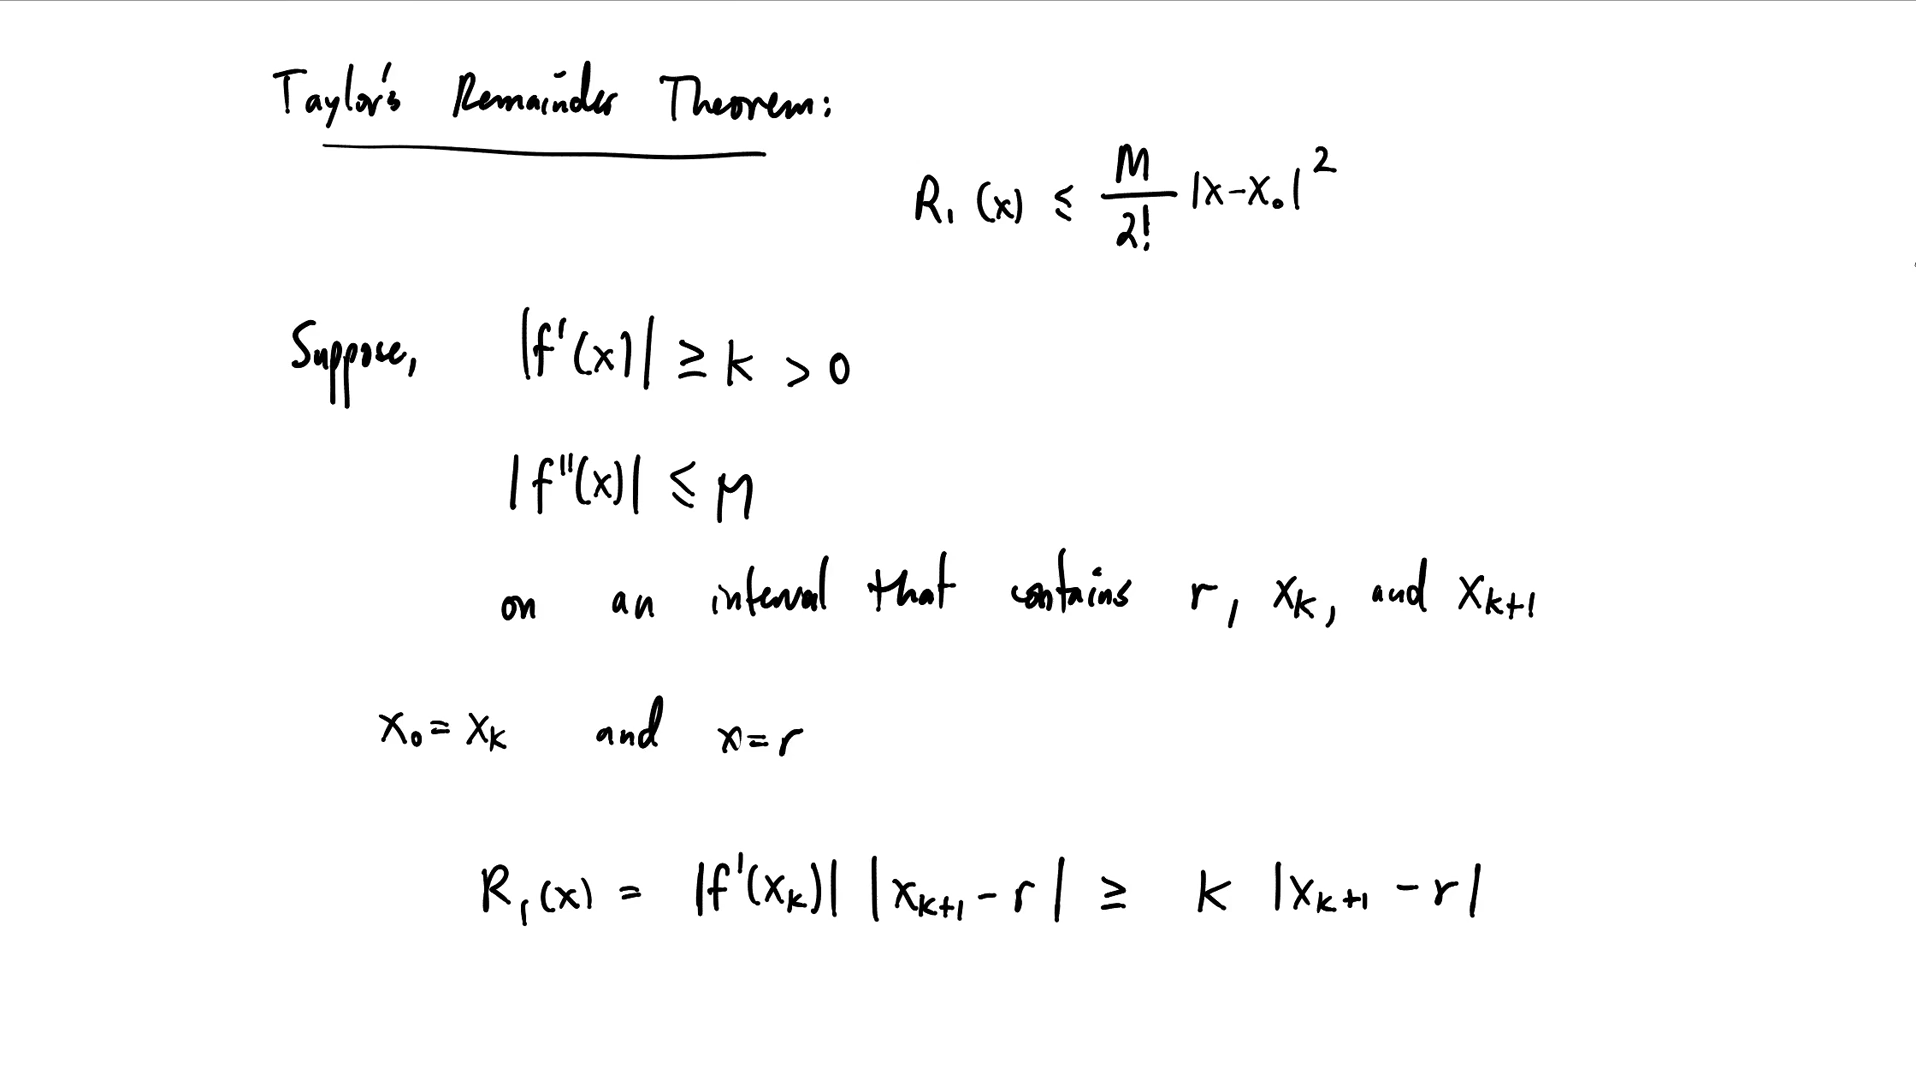 Taylor's Remainder Theorem:
R₁(x) ≤ M/2! |x-x₀|²
Suppose, |f'(x)| ≥ k > 0
|f"(x)| ≤ M
on an interval that contains r, xₖ, and xₖ₊₁
x₀ = xₖ and x = r
R₁(x) = |f'(xₖ)| |xₖ₊₁ - r| ≥ k |xₖ₊₁ - r|